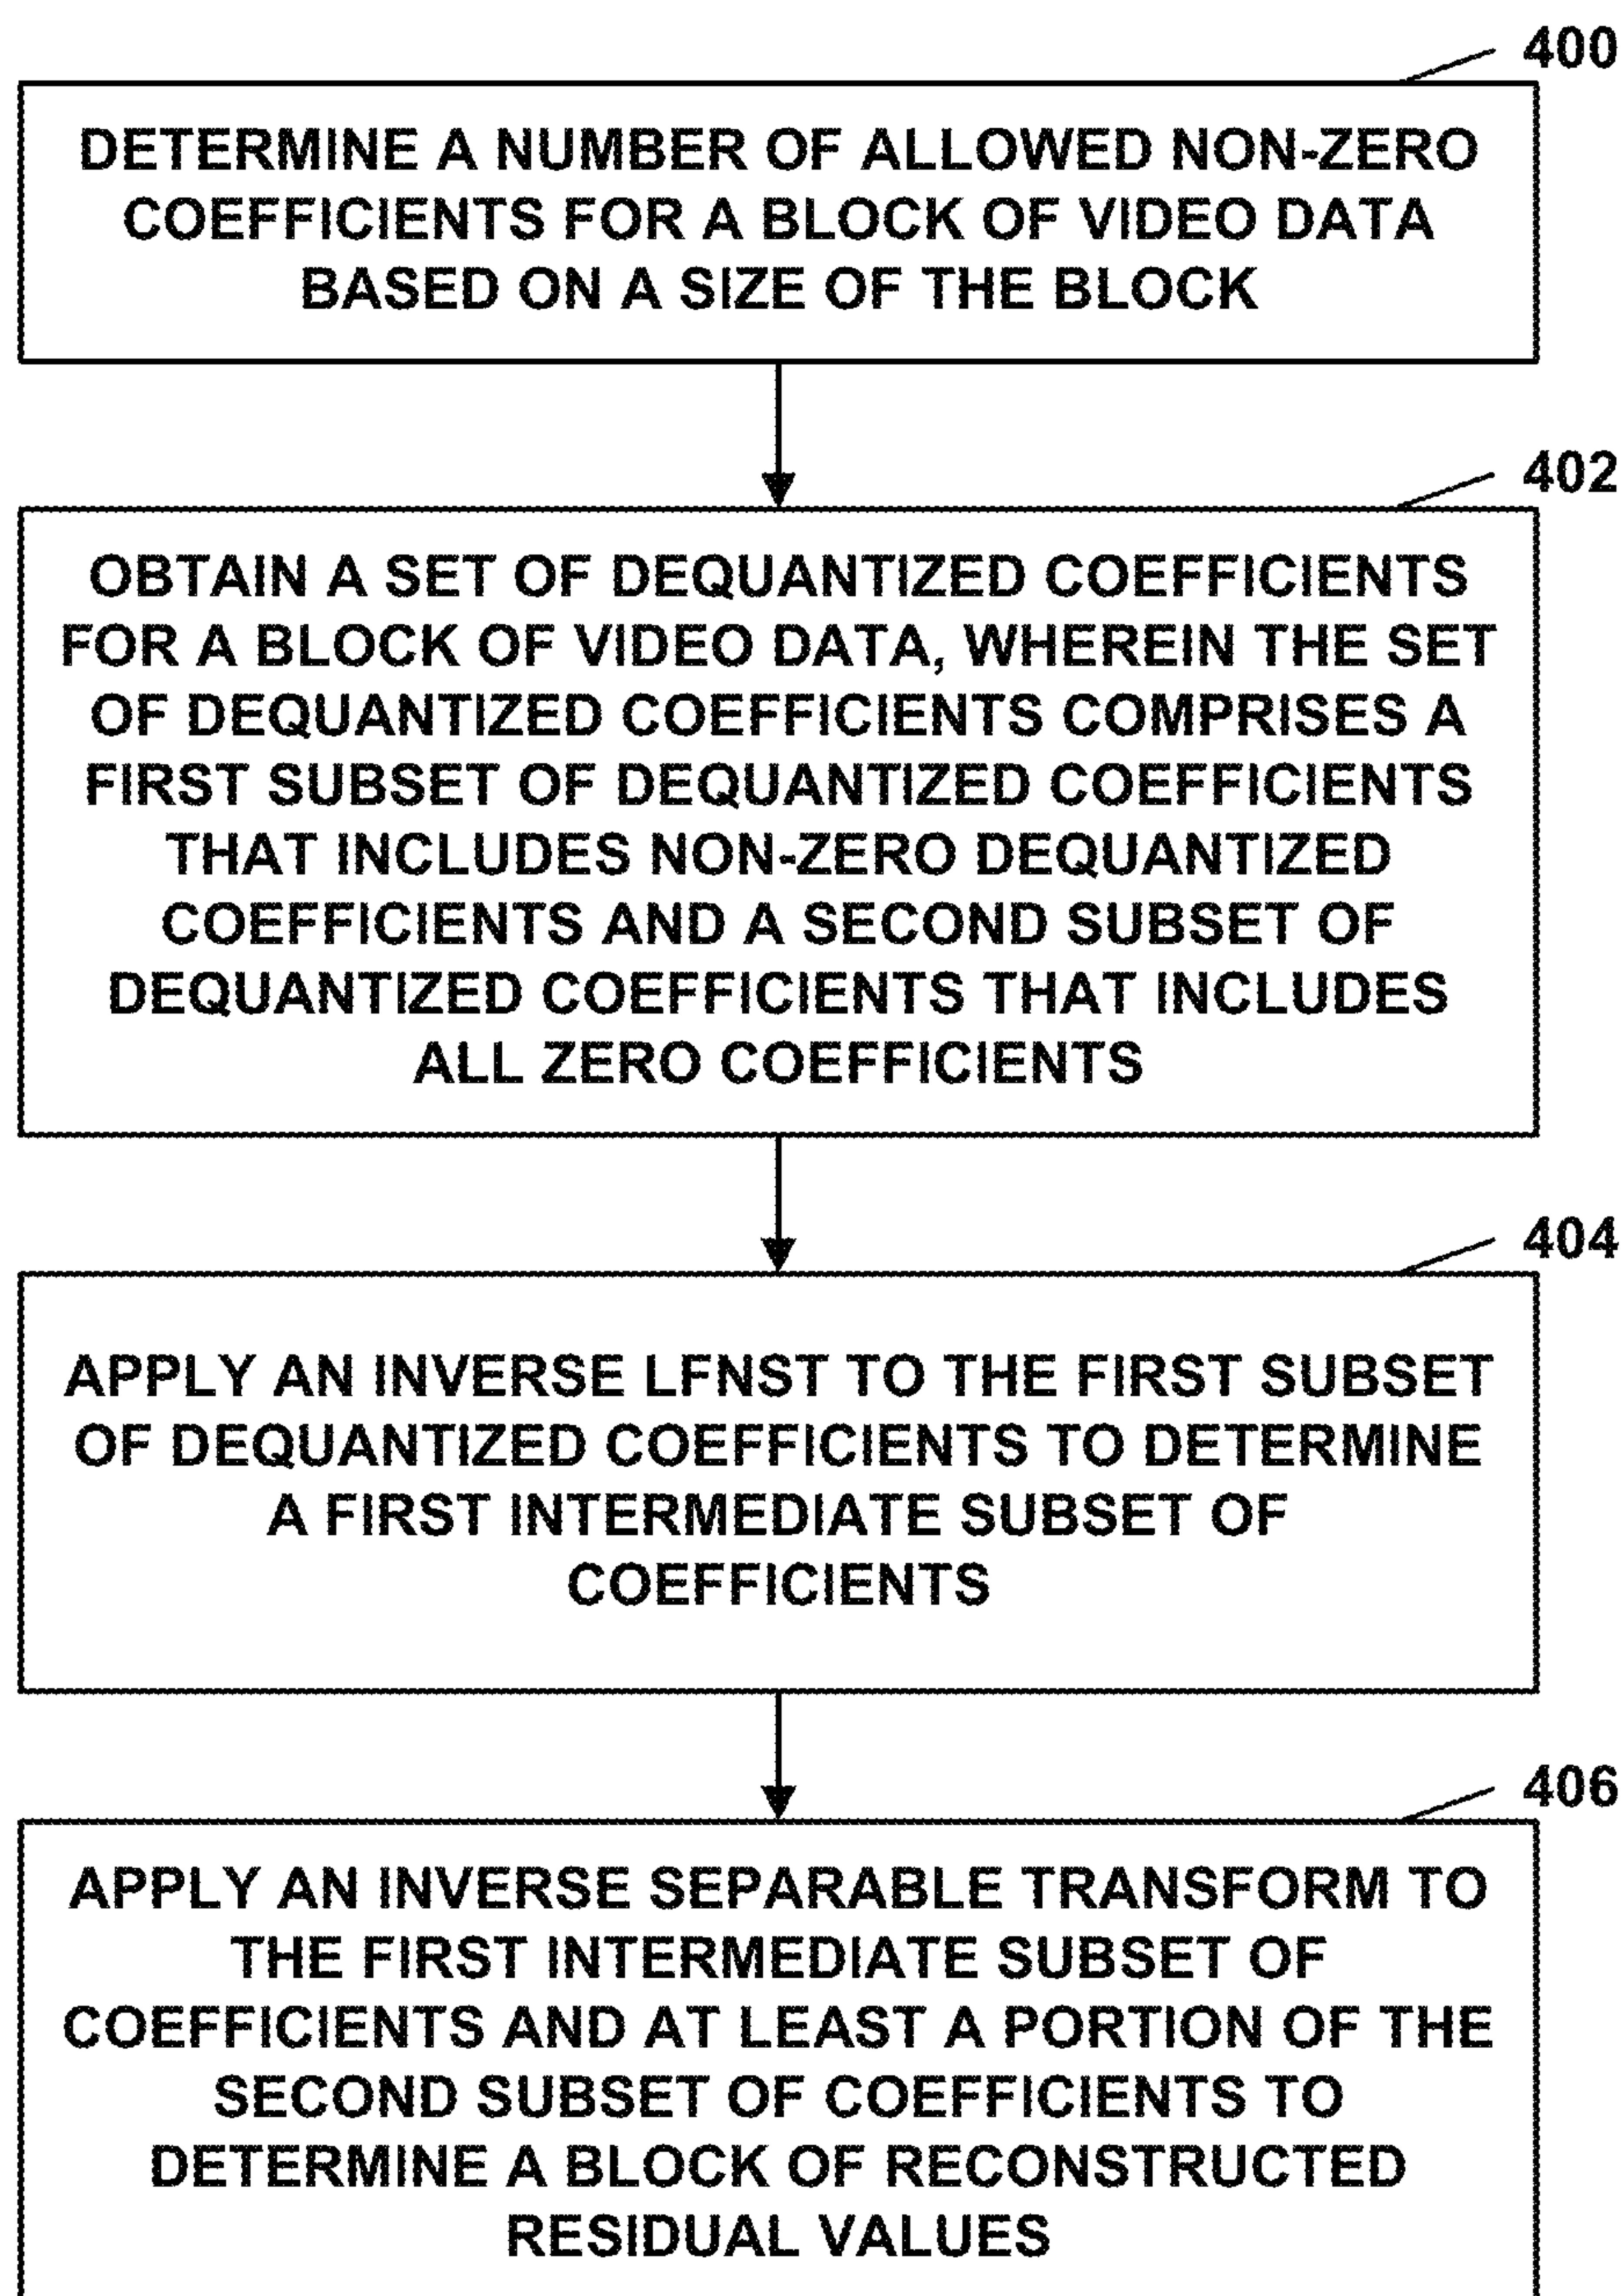 400
DETERMINE A NUMBER OF ALLOWED NON-ZERO
COEFFICIENTS FOR A BLOCK OF VIDEO DATA
BASED ON A SIZE OF THE BLOCK
402
OBTAIN A SET OF DEQUANTIZED COEFFICIENTS
FOR A BLOCK OF VIDEO DATA, WHEREIN THE SET
OF DEQUANTIZED COEFFICIENTS COMPRISES A
FIRST SUBSET OF DEQUANTIZED COEFFICIENTS
THAT INCLUDES NON-ZERO DEQUANTIZED
COEFFICIENTS AND A SECOND SUBSET OF
DEQUANTIZED COEFFICIENTS THAT INCLUDES
ALL ZERO COEFFICIENTS
404
APPLY AN INVERSE LFNST TO THE FIRST SUBSET
OF DEQUANTIZED COEFFICIENTS TO DETERMINE
A FIRST INTERMEDIATE SUBSET OF
COEFFICIENTS
406
APPLY AN INVERSE SEPARABLE TRANSFORM TO
THE FIRST INTERMEDIATE SUBSET OF
COEFFICIENTS AND AT LEAST A PORTION OF THE
SECOND SUBSET OF COEFFICIENTS TO
DETERMINE A BLOCK OF RECONSTRUCTED
RESIDUAL VALUES